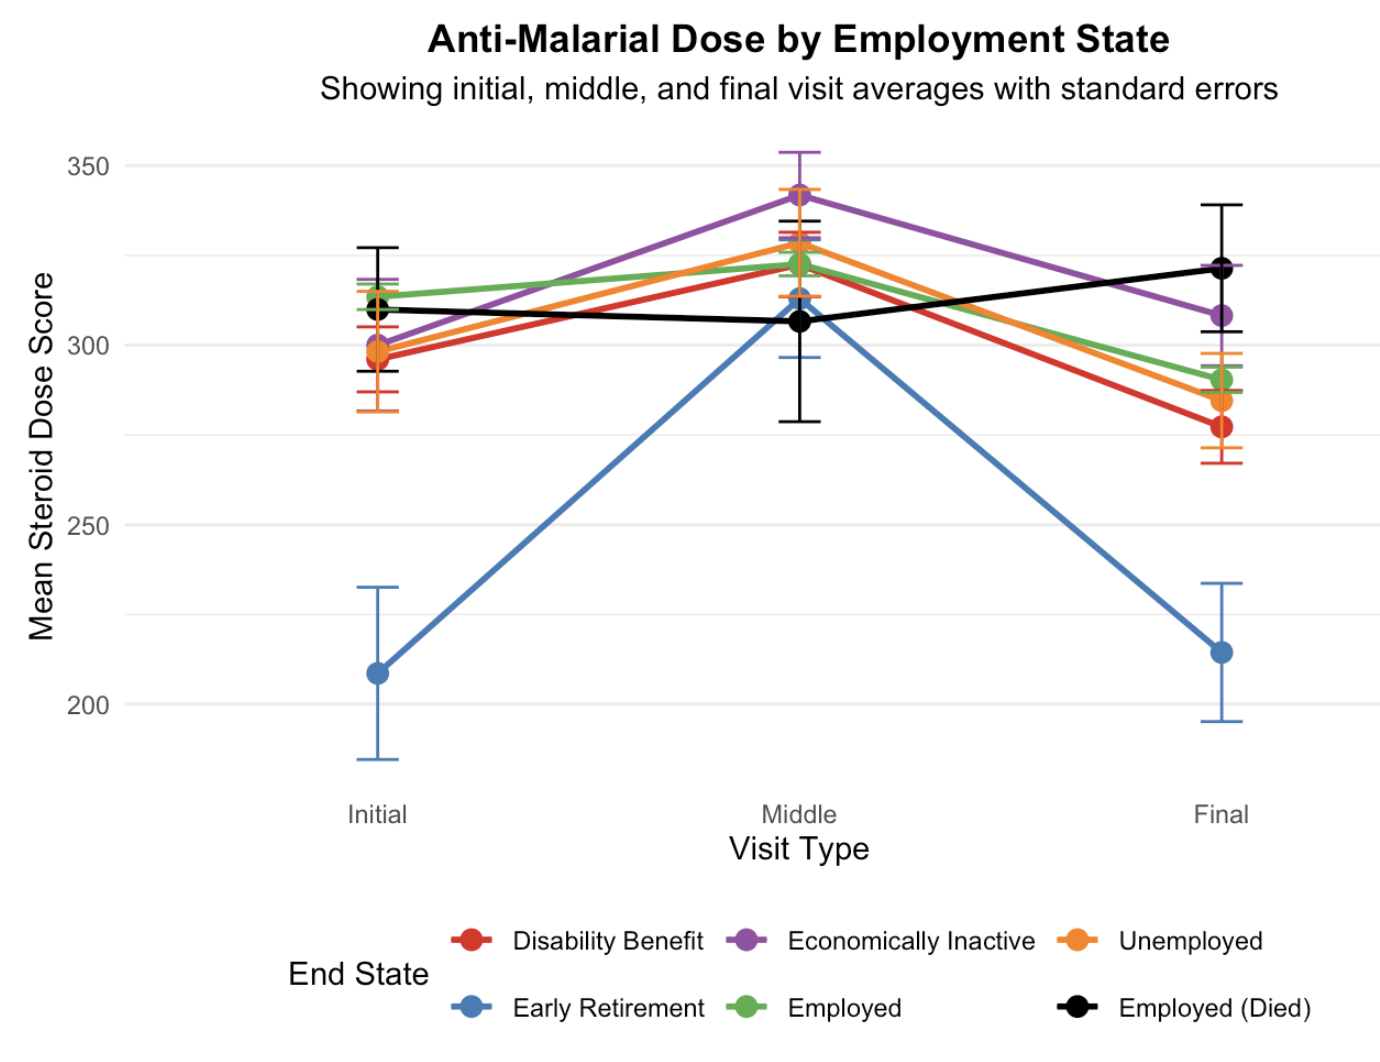 Anti-Malarial Dose by Employment State
Showing initial, middle, and final visit averages with standard errors
Mean Steroid Dose Score
350
300
250
200
Initial Middle Final
Visit Type
End State
Disability Benefit Economically Inactive Unemployed
Early Retirement Employed Employed (Died)